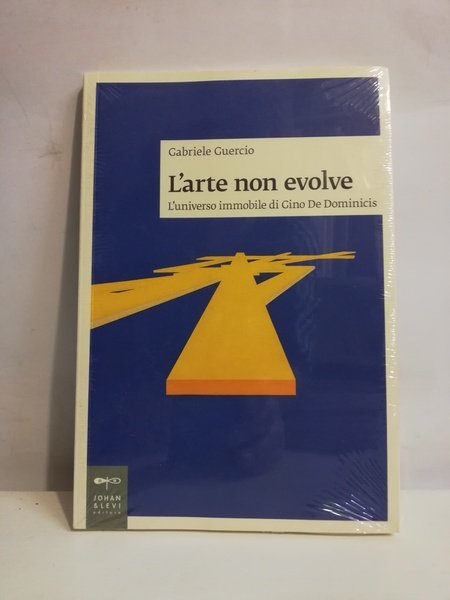 Gabriele Guercio
L'arte non evolve
L'universo immobile di Gino De Dominicis
JOHAN
& LEVI
editore